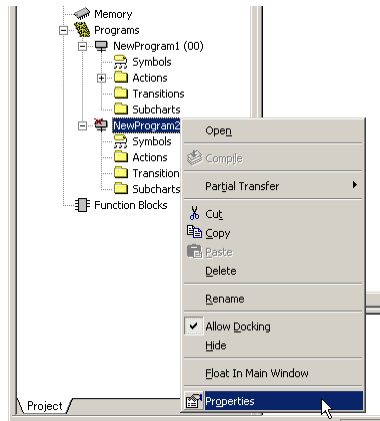 Memory
Programs
NewProgram1 (00)
Symbols
Actions
Transitions
Subcharts
NewProgram2
Symbols
Actions
Transition
Subcharts
Function Blocks
Open
Compile
Partial Transfer
Cut
Copy
Paste
Delete
Rename
Allow Docking
Hide
Float In Main Window
Properties
Project